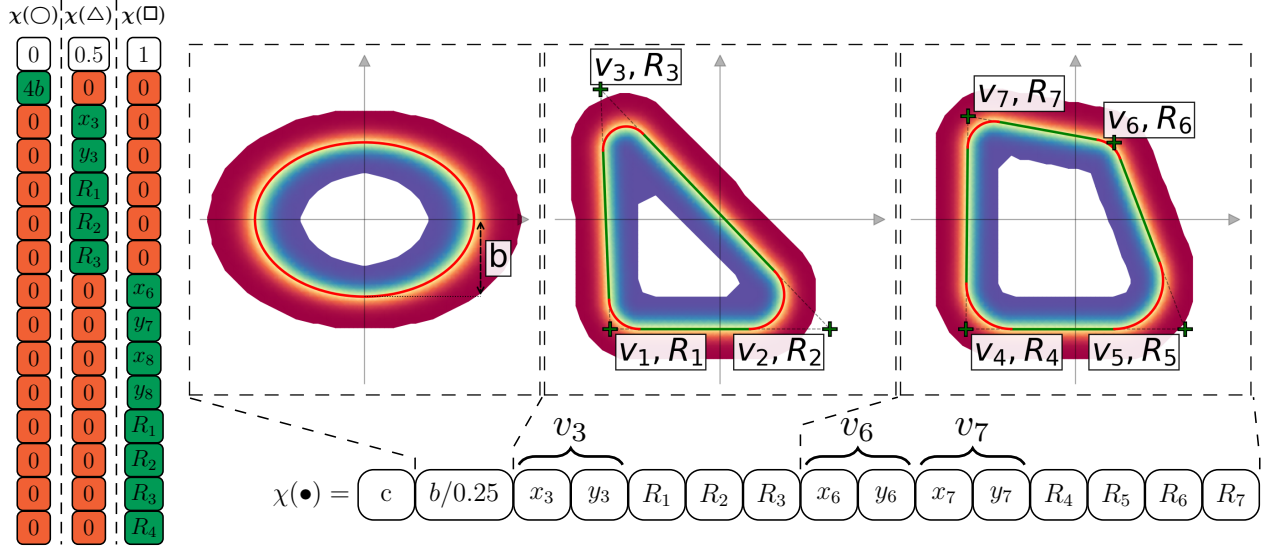 χ(○) χ(△) χ(□)
0 0.5 1
4b 0 0
0 x₃ 0
0 y₃ 0
0 R₁ 0
0 R₂ 0
0 R₃ 0
0 0 x₆
0 0 y₇
0 0 x₈
0 0 y₈
0 0 R₁
0 0 R₂
0 0 R₃
0 0 R₄
b
v₃, R₃
v₁, R₁
v₂, R₂
v₇, R₇
v₆, R₆
v₄, R₄
v₅, R₅
v₃ v₆ v₇
χ(•) = c b/0.25 x₃ y₃ R₁ R₂ R₃ x₆ y₆ x₇ y₇ R₄ R₅ R₆ R₇